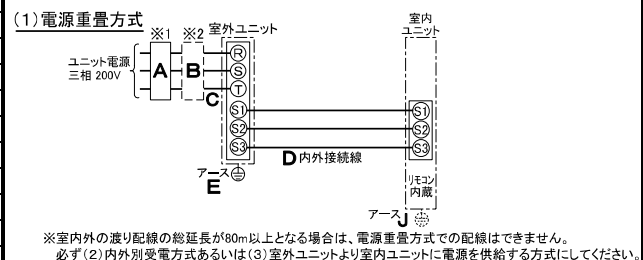 (1)電源重畳方式
※1
※2
室外ユニット
室内
ユニット
ユニット電源
三相 200V
A
B
C
R
S
T
S1
S2
S3
S1
S2
S3
D 内外接続線
アース
E
リモコン
内蔵
アース J
※室内外の渡り配線の総延長が80m以上となる場合は、電源重畳方式での配線はできません。
必ず(2)内外別受電方式あるいは(3)室外ユニットより室内ユニットに電源を供給する方式にしてください。